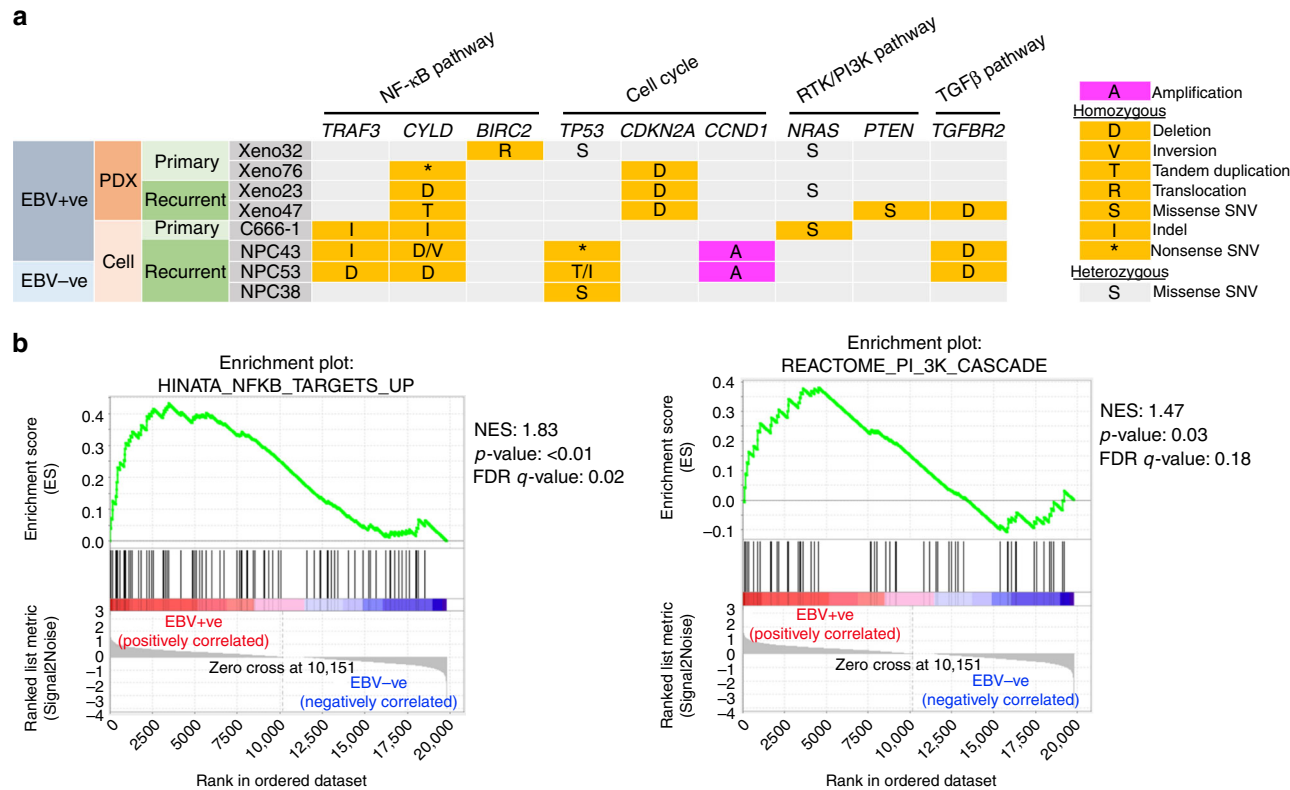 a
NF-κB pathway
Cell cycle
RTK/PI3K pathway
TGFβ pathway
TRAF3 CYLD BIRC2 TP53 CDKN2A CCND1 NRAS PTEN TGFBR2
EBV+ve
EBV–ve
PDX
Cell
Primary
Recurrent
Primary
Recurrent
Xeno32 R S S
Xeno76 * D
Xeno23 D D S
Xeno47 T D S D
C666-1 I I S
NPC43 I D/V * A D
NPC53 D D T/I A D
NPC38 S
A Amplification
Homozygous
D Deletion
V Inversion
T Tandem duplication
R Translocation
S Missense SNV
I Indel
* Nonsense SNV
Heterozygous
S Missense SNV
b
Enrichment plot:
HINATA_NFKB_TARGETS_UP
Enrichment score
(ES)
0.4
0.3
0.2
0.1
0.0
NES: 1.83
p-value: <0.01
FDR q-value: 0.02
Ranked list metric
(Signal2Noise)
3
2
1
0
–1
–2
–3
–4
EBV+ve
(positively correlated)
Zero cross at 10,151
EBV–ve
(negatively correlated)
0 2500 5000 7500 10,000 12,500 15,000 17,500 20,000
Rank in ordered dataset
Enrichment plot:
REACTOME_PI_3K_CASCADE
Enrichment score
(ES)
0.4
0.3
0.2
0.1
0.0
–0.1
NES: 1.47
p-value: 0.03
FDR q-value: 0.18
Ranked list metric
(Signal2Noise)
3
2
1
0
–1
–2
–3
–4
EBV+ve
(positively correlated)
Zero cross at 10,151
EBV–ve
(negatively correlated)
0 2500 5000 7500 10,000 12,500 15,000 17,500 20,000
Rank in ordered dataset